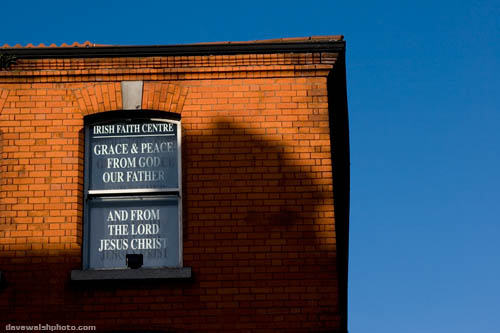 IRISH FAITH CENTRE
GRACE & PEACE
FROM GOD
OUR FATHER
AND FROM
THE LORD
JESUS CHRIST
davewalshphoto.com